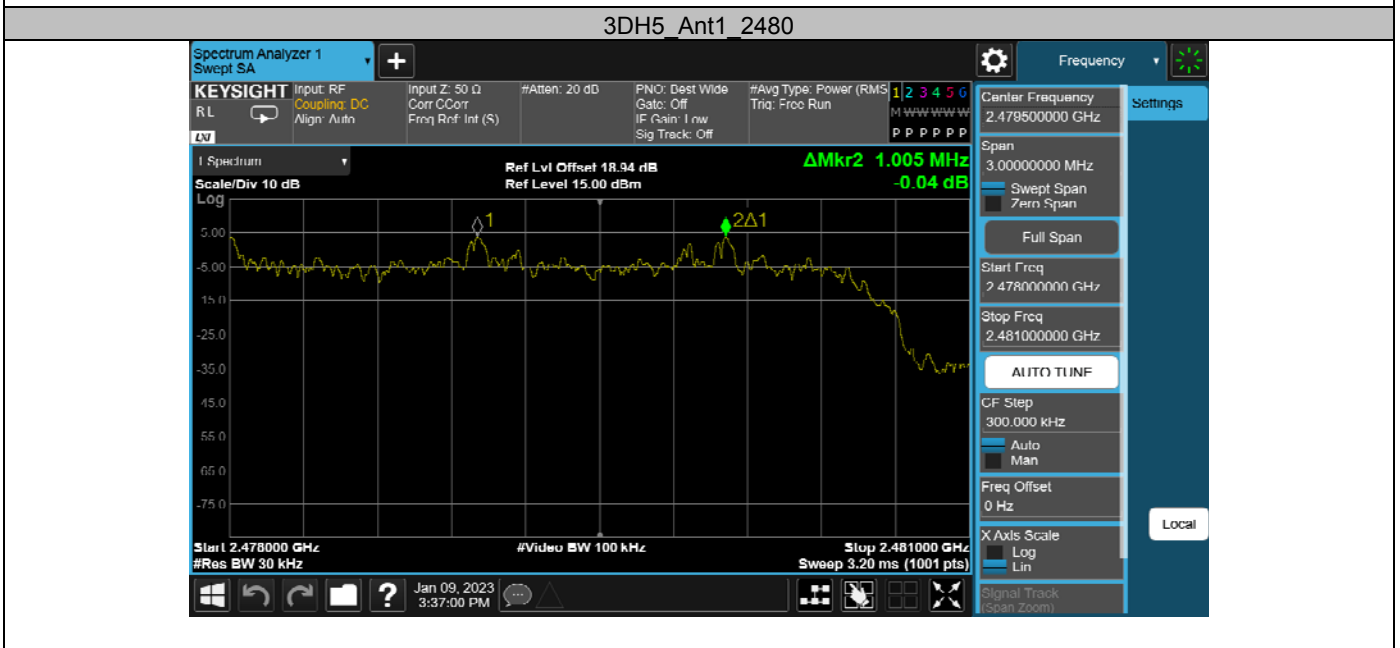 3DH5_Ant1_2480
Spectrum Analyzer 1
Swept SA
Frequency
KEYSIGHT
RL
LXI
Input: RF
Coupling: DC
Align: Auto
Input Z: 50 Ω
Corr CCorr
Freq Ref: Int (S)
#Atten: 20 dB
PNO: Best Wide
Gate: Off
IF Gain: Low
Sig Track: Off
#Avg Type: Power (RMS
Trig: Free Run
1 2 3 4 5 6
M W W W W W
P P P P P P
1 Spectrum
Scale/Div 10 dB
Ref Lvl Offset 18.94 dB
Ref Level 15.00 dBm
ΔMkr2 1.005 MHz
-0.04 dB
Log
1
2Δ1
5.00
-5.00
-15.0
-25.0
-35.0
-45.0
-55.0
-65.0
-75.0
Start 2.478000 GHz
#Video BW 100 kHz
Stop 2.481000 GHz
#Res BW 30 kHz
Sweep 3.20 ms (1001 pts)
?
Jan 09, 2023
3:37:00 PM
Center Frequency
2.479500000 GHz
Settings
Span
3.00000000 MHz
Swept Span
Zero Span
Full Span
Start Freq
2.478000000 GHz
Stop Freq
2.481000000 GHz
AUTO TUNE
CF Step
300.000 kHz
Auto
Man
Freq Offset
0 Hz
Local
X Axis Scale
Log
Lin
Signal Track
(Span Zoom)